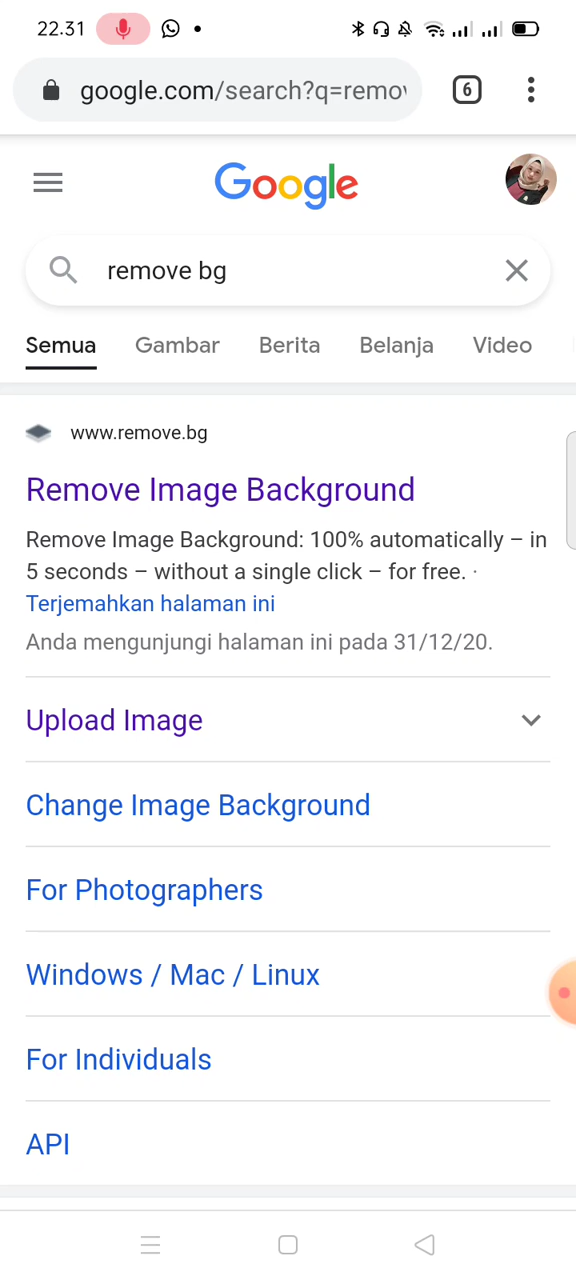 22.31
google.com/search?q=remov
6
Google
remove bg
Semua Gambar Berita Belanja Video
www.remove.bg
Remove Image Background
Remove Image Background: 100% automatically – in
5 seconds – without a single click – for free. ·
Terjemahkan halaman ini
Anda mengunjungi halaman ini pada 31/12/20.
Upload Image
Change Image Background
For Photographers
Windows / Mac / Linux
For Individuals
API